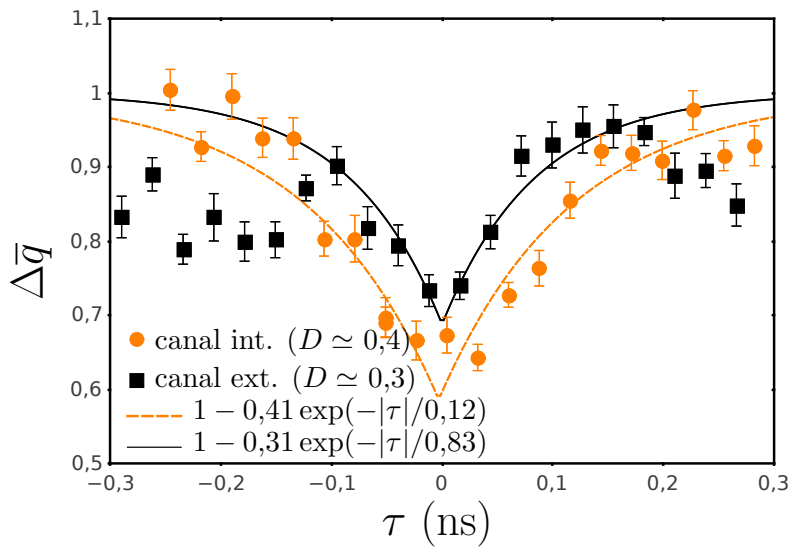 1,1
1
0,9
0,8
0,7
0,6
0,5
Δq̅
canal int. (D ≃ 0,4)
canal ext. (D ≃ 0,3)
1 − 0,41 exp(−|τ|/0,12)
1 − 0,31 exp(−|τ|/0,83)
−0,3 −0,2 −0,1 0 0,1 0,2 0,3
τ (ns)